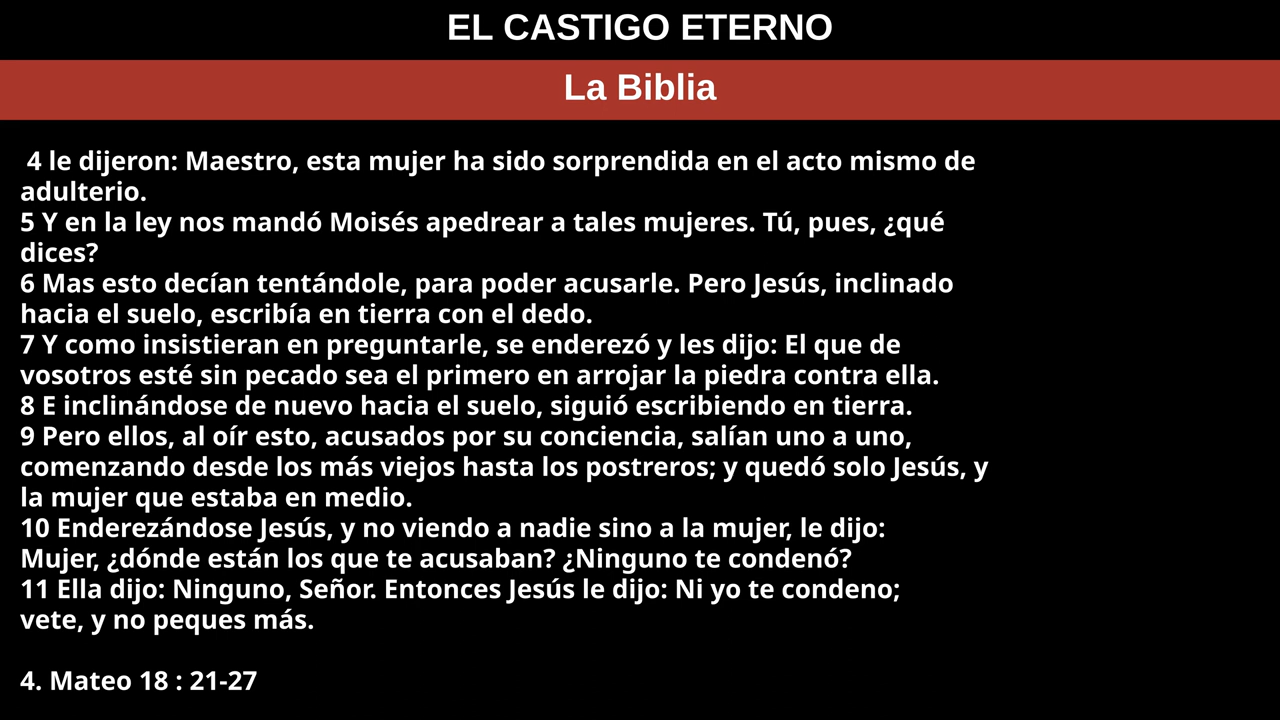 EL CASTIGO ETERNO
La Biblia
4 le dijeron: Maestro, esta mujer ha sido sorprendida en el acto mismo de
adulterio.
5 Y en la ley nos mandó Moisés apedrear a tales mujeres. Tú, pues, ¿qué
dices?
6 Mas esto decían tentándole, para poder acusarle. Pero Jesús, inclinado
hacia el suelo, escribía en tierra con el dedo.
7 Y como insistieran en preguntarle, se enderezó y les dijo: El que de
vosotros esté sin pecado sea el primero en arrojar la piedra contra ella.
8 E inclinándose de nuevo hacia el suelo, siguió escribiendo en tierra.
9 Pero ellos, al oír esto, acusados por su conciencia, salían uno a uno,
comenzando desde los más viejos hasta los postreros; y quedó solo Jesús, y
la mujer que estaba en medio.
10 Enderezándose Jesús, y no viendo a nadie sino a la mujer, le dijo:
Mujer, ¿dónde están los que te acusaban? ¿Ninguno te condenó?
11 Ella dijo: Ninguno, Señor. Entonces Jesús le dijo: Ni yo te condeno;
vete, y no peques más.
4. Mateo 18 : 21-27